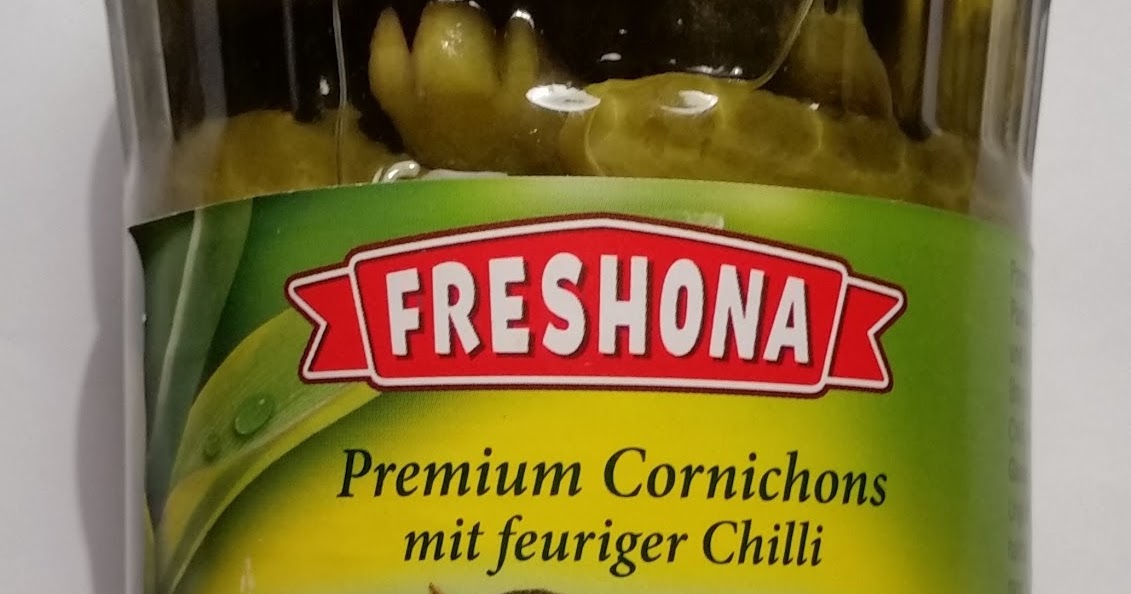 FRESHONA
Premium Cornichons
mit feuriger Chilli